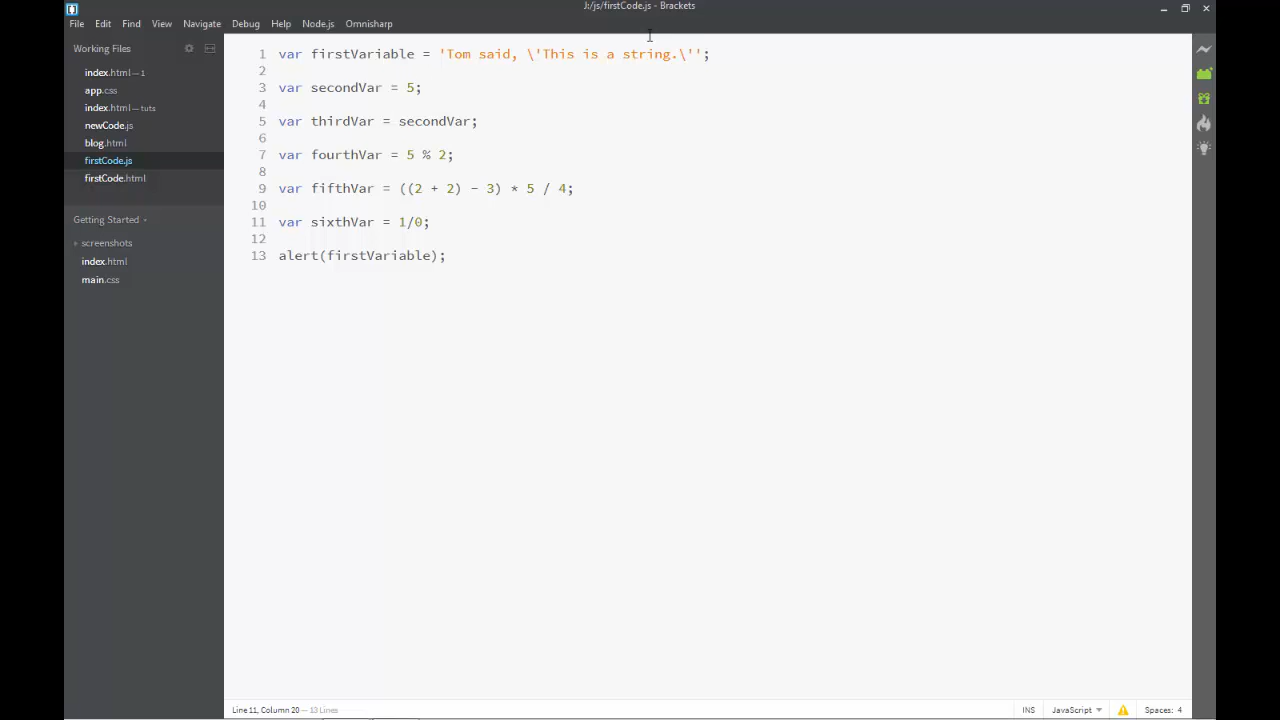 J:/js/firstCode.js - Brackets
File Edit Find View Navigate Debug Help Node.js Omnisharp
Working Files
index.html — 1
app.css
index.html — tuts
newCode.js
blog.html
firstCode.js
firstCode.html
Getting Started
screenshots
index.html
main.css
1 var firstVariable = 'Tom said, \'This is a string.\'';
2
3 var secondVar = 5;
4
5 var thirdVar = secondVar;
6
7 var fourthVar = 5 % 2;
8
9 var fifthVar = ((2 + 2) - 3) * 5 / 4;
10
11 var sixthVar = 1/0;
12
13 alert(firstVariable);
Line 11, Column 20 — 13 Lines
INS JavaScript Spaces: 4